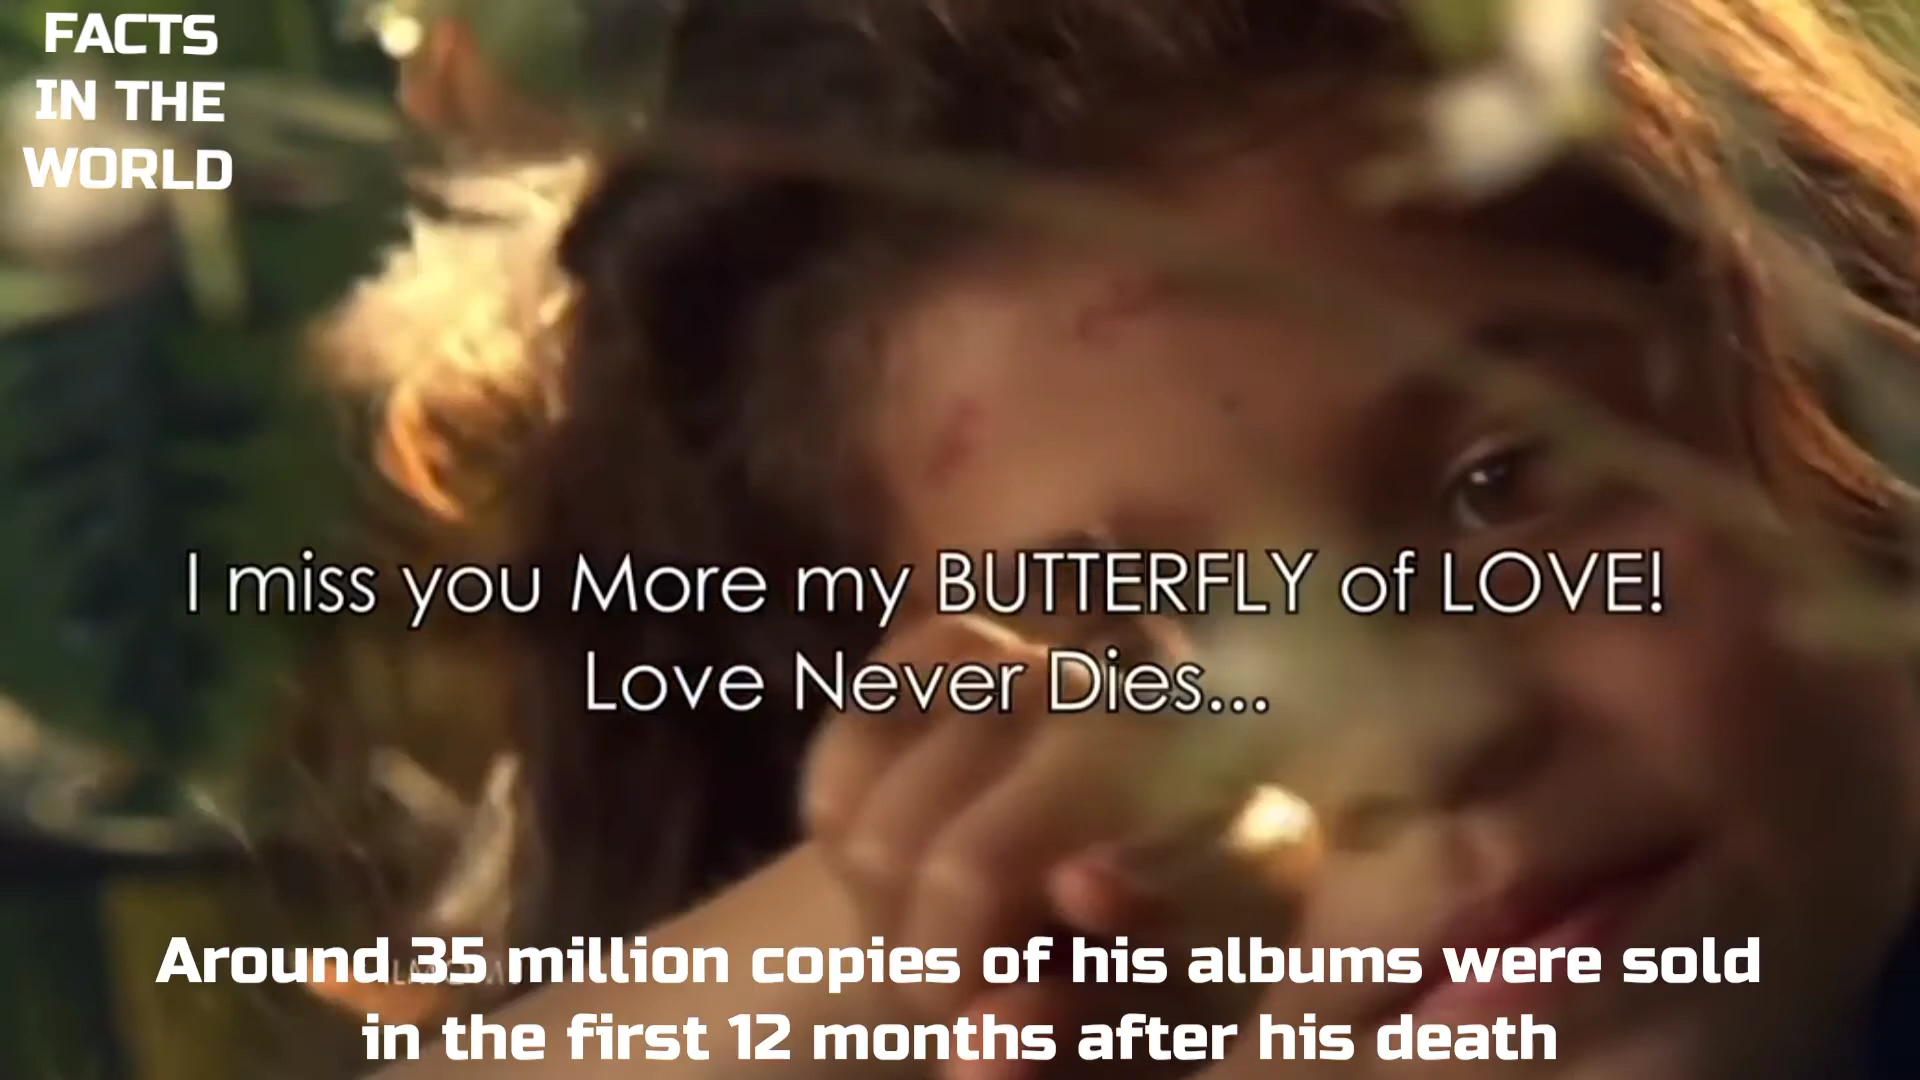 FACTS
IN THE
WORLD
I miss you More my BUTTERFLY of LOVE!
Love Never Dies...
Around 35 million copies of his albums were sold
in the first 12 months after his death